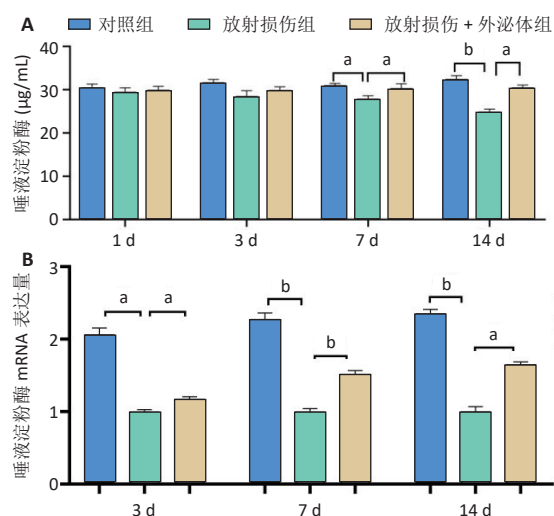 A 对照组 放射损伤组 放射损伤 + 外泌体组
唾液淀粉酶 (μg/mL)
40
30
20
10
0
a a b a
1 d 3 d 7 d 14 d
B
唾液淀粉酶 mRNA 表达量
3
2
1
0
a a b b b a
3 d 7 d 14 d